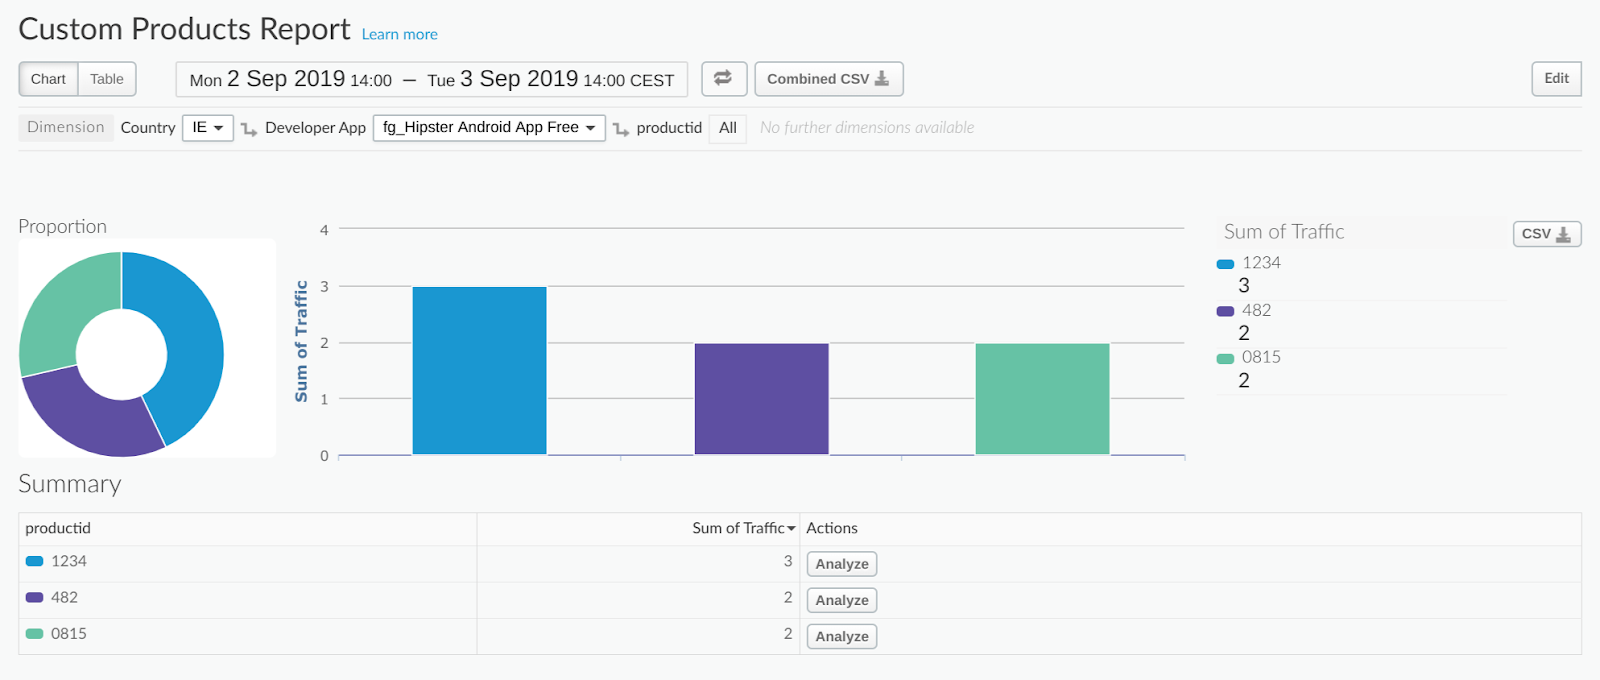 Custom Products Report Learn more
Chart Table Mon 2 Sep 2019 14:00 – Tue 3 Sep 2019 14:00 CEST Combined CSV Edit
Dimension Country IE Developer App fg_Hipster Android App Free productid All No further dimensions available
Proportion
4
3
2
1
0
Sum of Traffic
Sum of Traffic CSV
1234
3
482
2
0815
2
Summary
productid Sum of Traffic Actions
1234 3 Analyze
482 2 Analyze
0815 2 Analyze